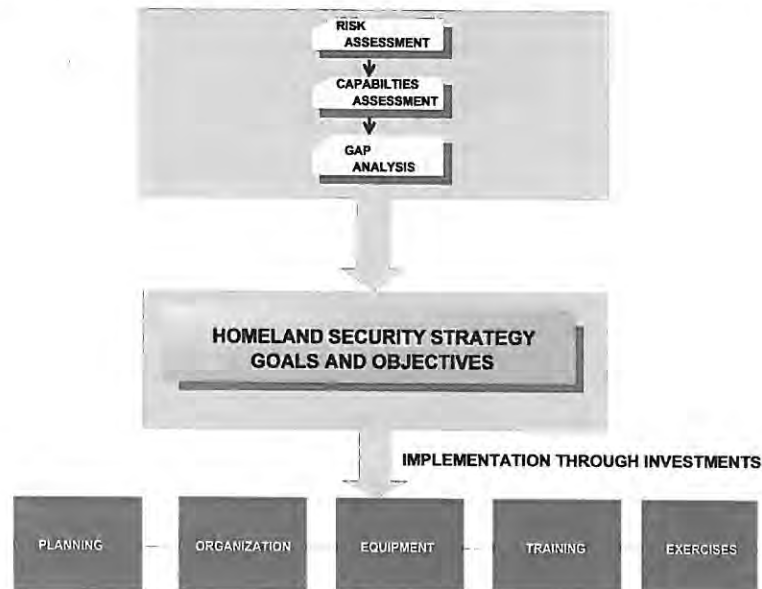 RISK
ASSESSMENT
CAPABILTIES
ASSESSMENT
GAP
ANALYSIS
HOMELAND SECURITY STRATEGY
GOALS AND OBJECTIVES
IMPLEMENTATION THROUGH INVESTMENTS
PLANNING
ORGANIZATION
EQUIPMENT
TRAINING
EXERCISES